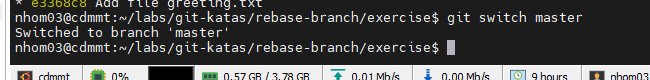 * e3368c8 Add file greeting.txt
nhom03@cdmmt:~/labs/git-katas/rebase-branch/exercise$ git switch master
Switched to branch 'master'
nhom03@cdmmt:~/labs/git-katas/rebase-branch/exercise$
cdmmt 0% 0.57 GB / 3.78 GB 0.01 Mb/s 0.00 Mb/s 9 hours nhom03